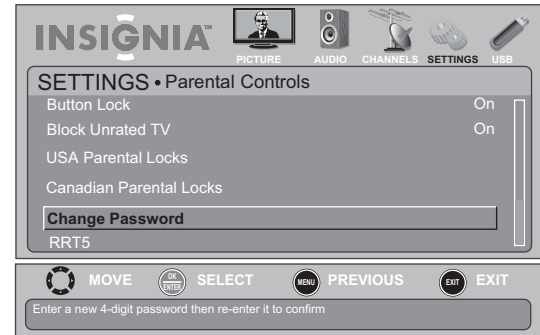 INSIGNIA™
PICTURE AUDIO CHANNELS SETTINGS USB
SETTINGS • Parental Controls
Button Lock On
Block Unrated TV On
USA Parental Locks
Canadian Parental Locks
Change Password
RRT5
MOVE OK ENTER SELECT MENU PREVIOUS EXIT EXIT
Enter a new 4-digit password then re-enter it to confirm